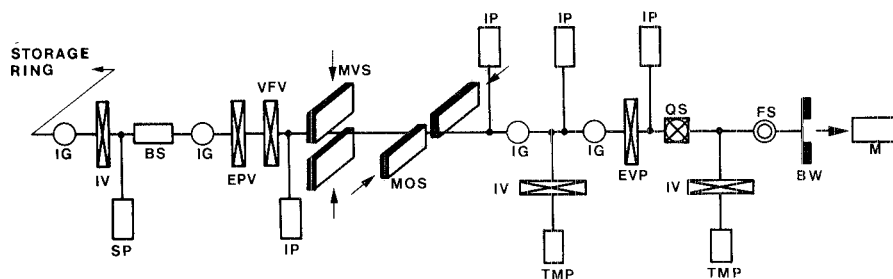 STORAGE
RING
IG
IV
SP
BS
IG
EPV
VFV
IP
MVS
MOS
IP
IG
IV
TMP
IP
IG
EVP
IP
QS
IV
TMP
FS
BW
M